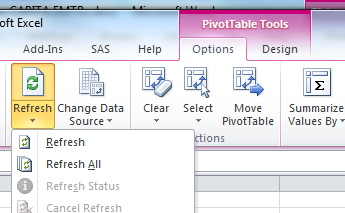 soft Excel
PivotTable Tools
Add-Ins SAS Help Options Design
Refresh Change Data Source Clear Select Move PivotTable Summarize Values By
ctions
Refresh
Refresh All
Refresh Status
Cancel Refresh